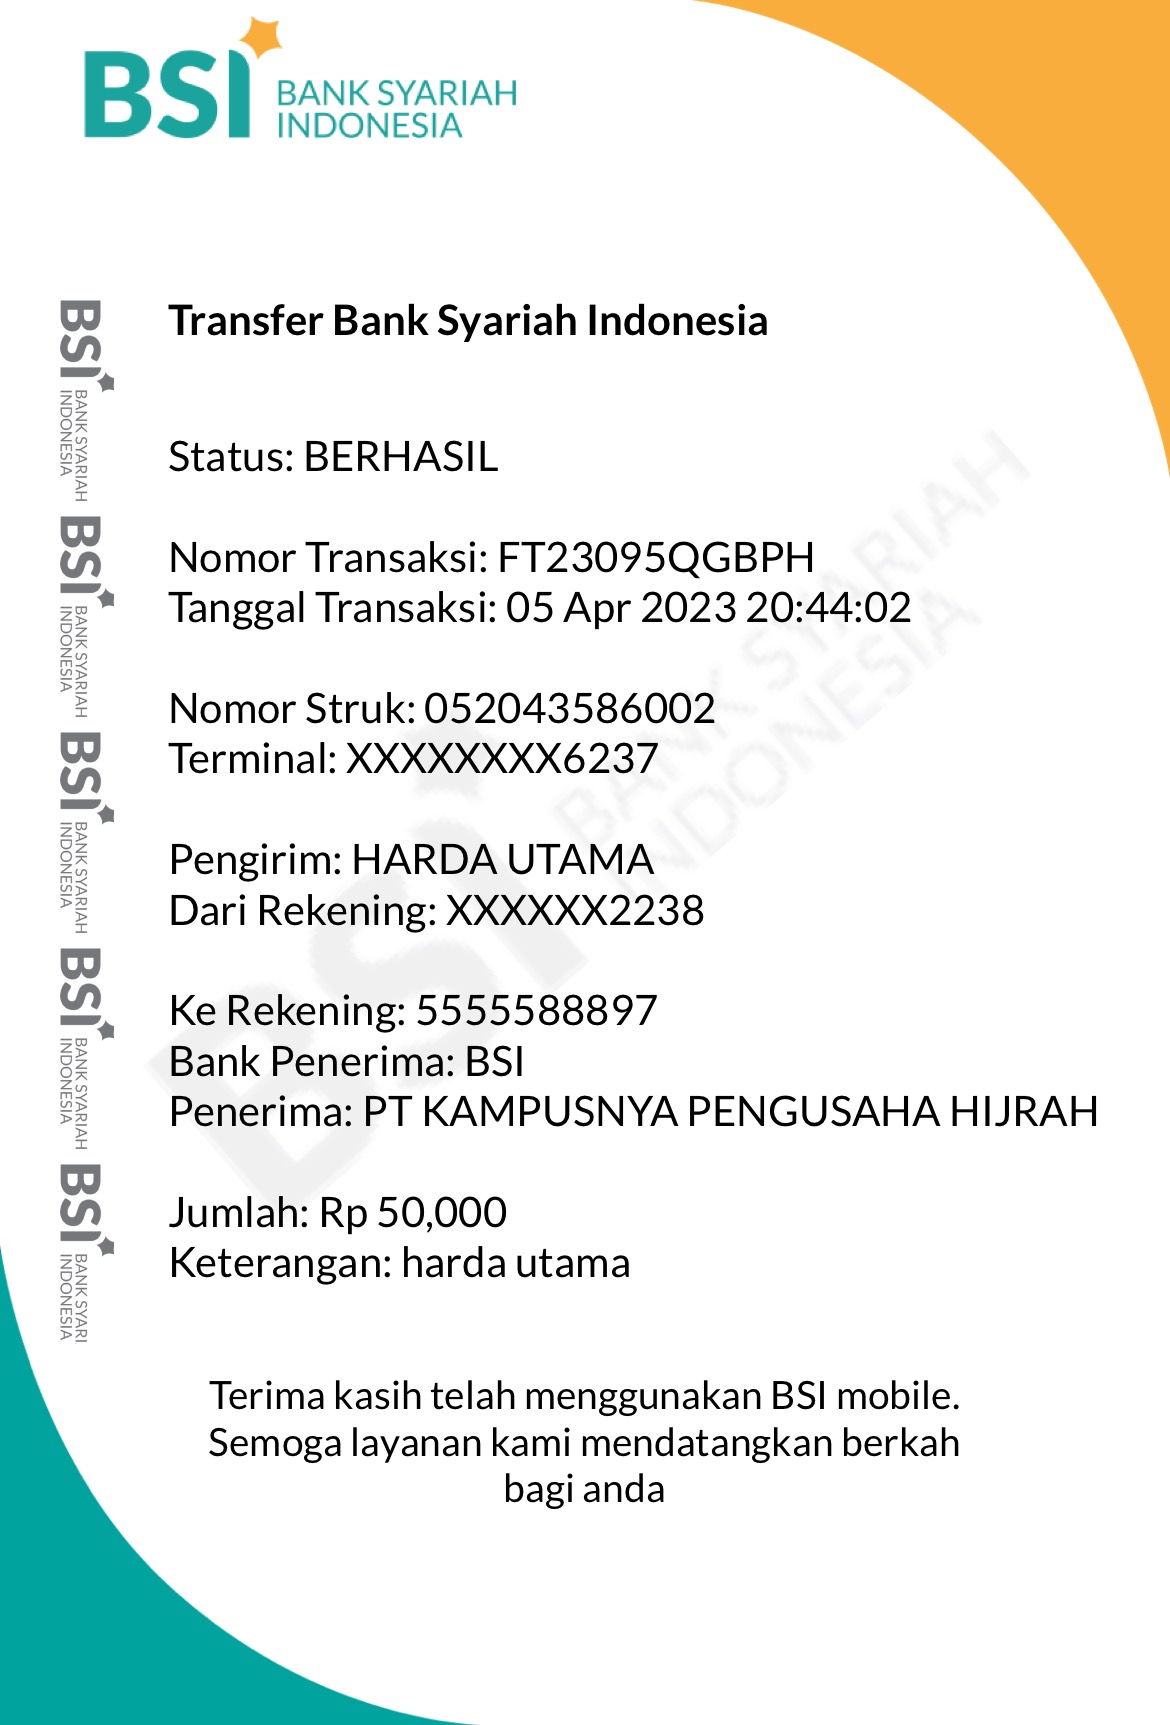 BSI BANK SYARIAH
INDONESIA
Transfer Bank Syariah Indonesia
Status: BERHASIL
Nomor Transaksi: FT23095QGBPH
Tanggal Transaksi: 05 Apr 2023 20:44:02
Nomor Struk: 052043586002
Terminal: XXXXXXXX6237
Pengirim: HARDA UTAMA
Dari Rekening: XXXXXX2238
Ke Rekening: 5555588897
Bank Penerima: BSI
Penerima: PT KAMPUSNYA PENGUSAHA HIJRAH
Jumlah: Rp 50,000
Keterangan: harda utama
Terima kasih telah menggunakan BSI mobile.
Semoga layanan kami mendatangkan berkah
bagi anda
BSI BANK SYARIAH
INDONESIA
BSI BANK SYARIAH
INDONESIA
BSI BANK SYARIAH
INDONESIA
BSI BANK SYARIAH
INDONESIA
BSI BANK SYARI
INDONESIA
BSI BANK SYARIAH
INDONESIA